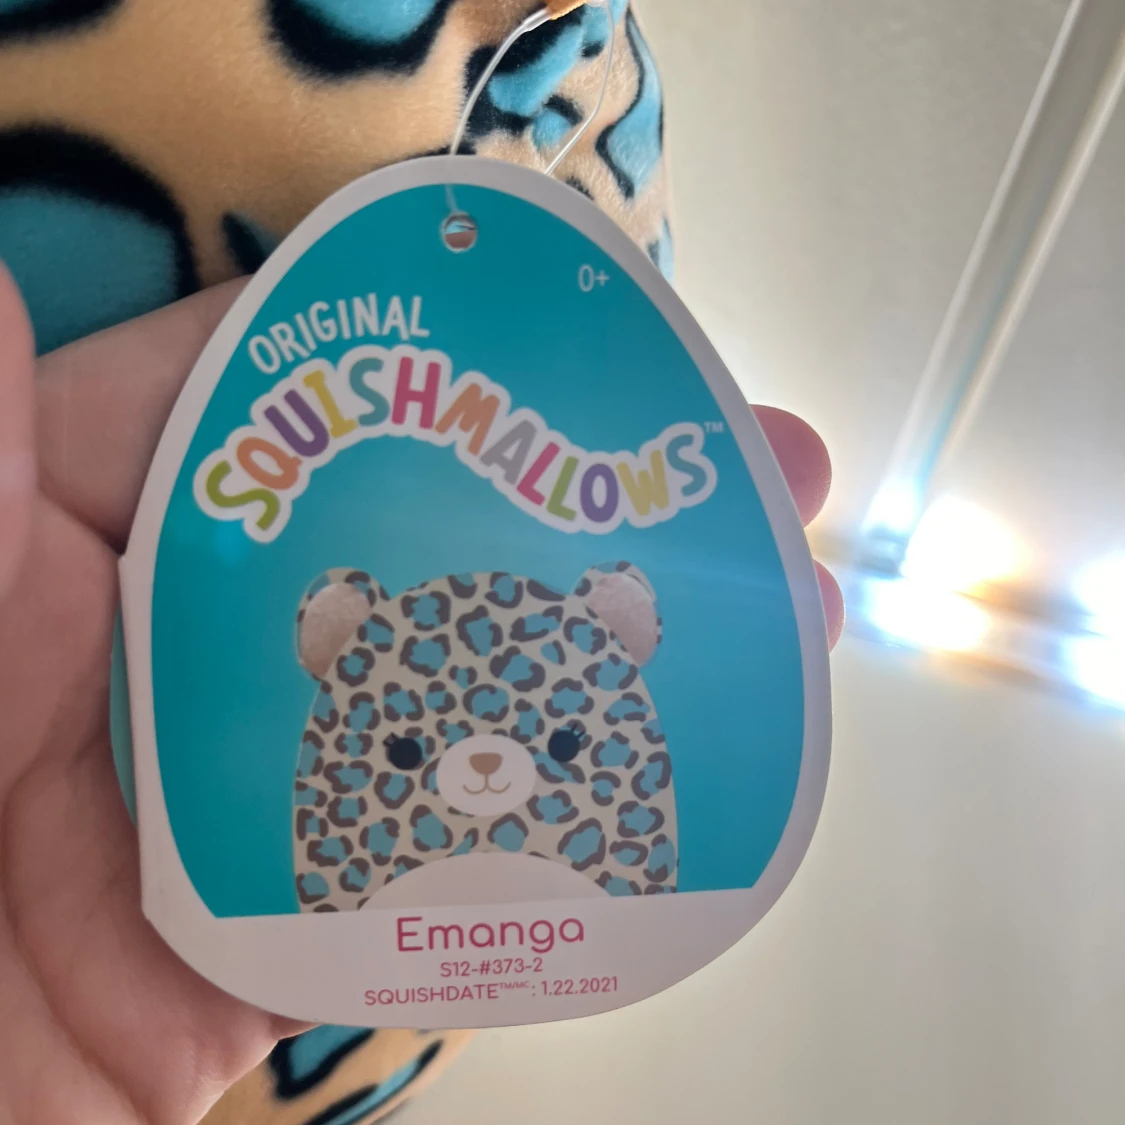 0+
ORIGINAL
SQUISHMALLOWS™
Emanga
S12-#373-2
SQUISHDATE™/MC: 1.22.2021